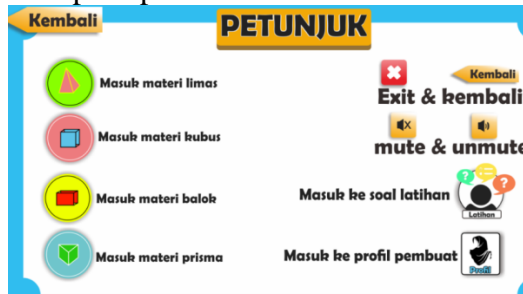 Kembali
PETUNJUK
Masuk materi limas
Masuk materi kubus
Masuk materi balok
Masuk materi prisma
Kembali
Exit & kembali
mute & unmute
Masuk ke soal latihan
Latihan
Masuk ke profil pembuat
Profil